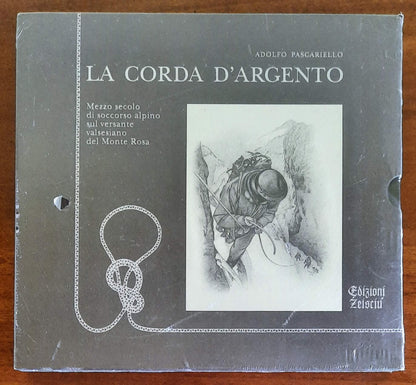 ADOLFO PASCARIELLO
LA CORDA D'ARGENTO
Mezzo secolo
di soccorso alpino
sul versante
valsesiano
del Monte Rosa
Edizioni
Zeisciu